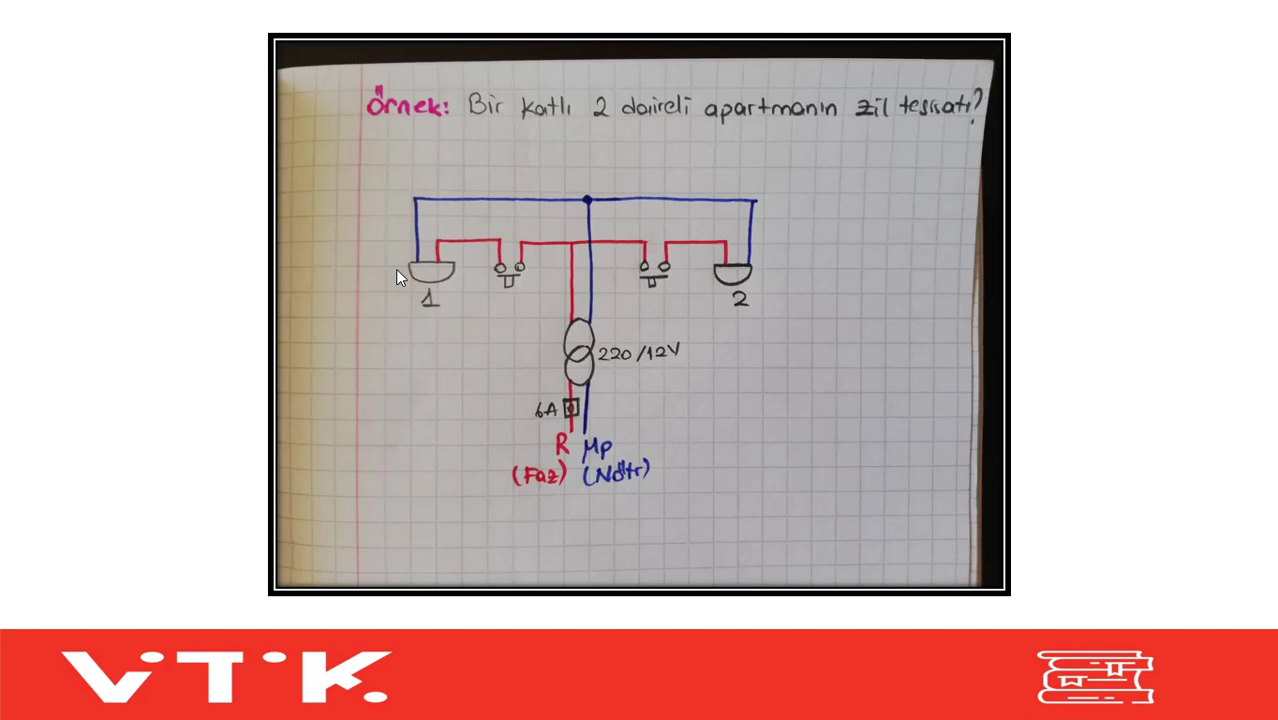 Örnek: Bir katlı 2 daireli apartmanın zil tesisatı?
1
2
220/12V
6A
R Mp
(Faz) (Nötr)
VTK.